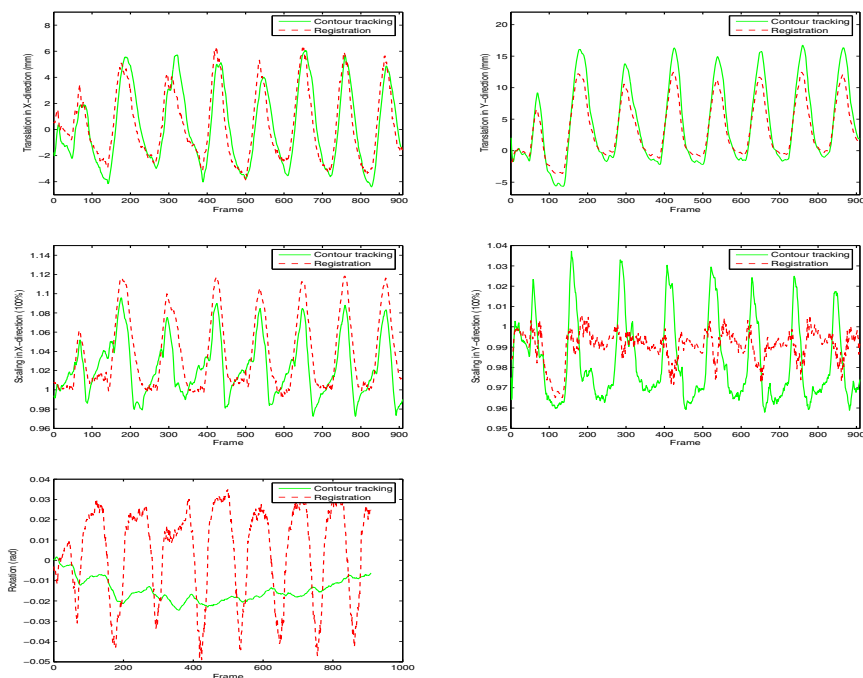 8
6
4
2
0
−2
−4
0 100 200 300 400 500 600 700 800 900
Translation in X−direction (mm)
Frame
Contour tracking
Registration
20
15
10
5
0
−5
0 100 200 300 400 500 600 700 800 900
Translation in Y−direction (mm)
Frame
Contour tracking
Registration
1.14
1.12
1.1
1.08
1.06
1.04
1.02
1
0.98
0.96
0 100 200 300 400 500 600 700 800 900
Scaling in X−direction (100%)
Frame
Contour tracking
Registration
1.04
1.03
1.02
1.01
1
0.99
0.98
0.97
0.96
0.95
0 100 200 300 400 500 600 700 800 900
Scaling in Y−direction (100%)
Frame
Contour tracking
Registration
0.04
0.03
0.02
0.01
0
−0.01
−0.02
−0.03
−0.04
−0.05
0 200 400 600 800 1000
Rotation (rad)
Frame
Contour tracking
Registration